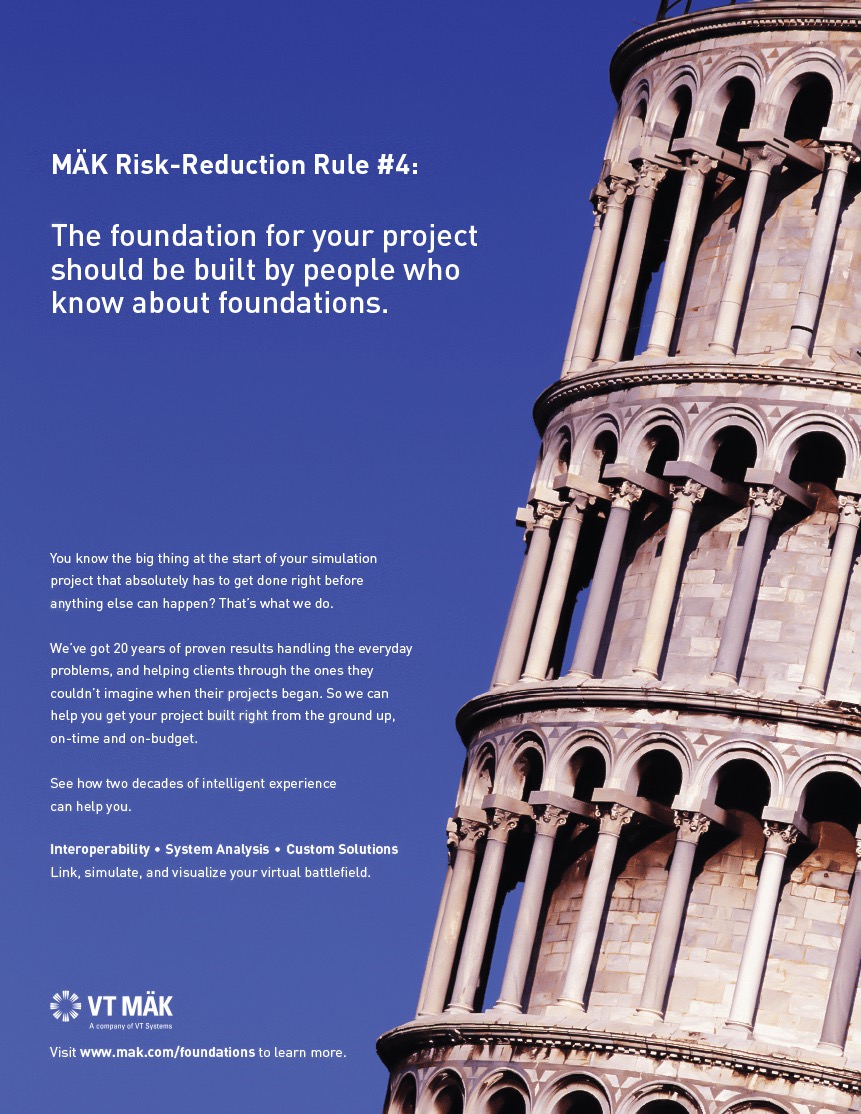 MÄK Risk-Reduction Rule #4:
The foundation for your project
should be built by people who
know about foundations.
You know the big thing at the start of your simulation
project that absolutely has to get done right before
anything else can happen? That's what we do.
We've got 20 years of proven results handling the everyday
problems, and helping clients through the ones they
couldn't imagine when their projects began. So we can
help you get your project built right from the ground up,
on-time and on-budget.
See how two decades of intelligent experience
can help you.
Interoperability • System Analysis • Custom Solutions
Link, simulate, and visualize your virtual battlefield.
VT MÄK
A company of VT Systems
Visit www.mak.com/foundations to learn more.